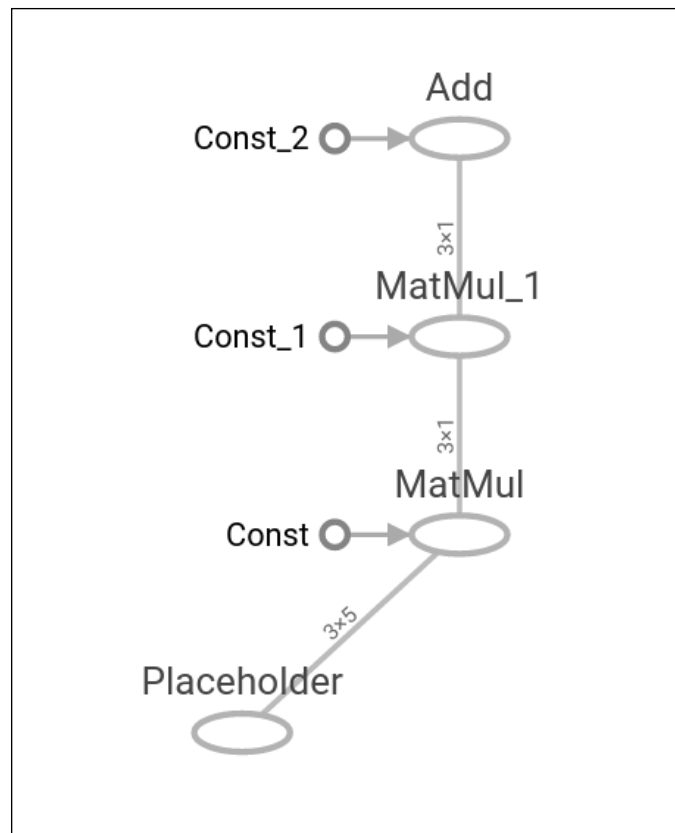 Add
Const_2
3×1
MatMul_1
Const_1
3×1
MatMul
Const
3×5
Placeholder